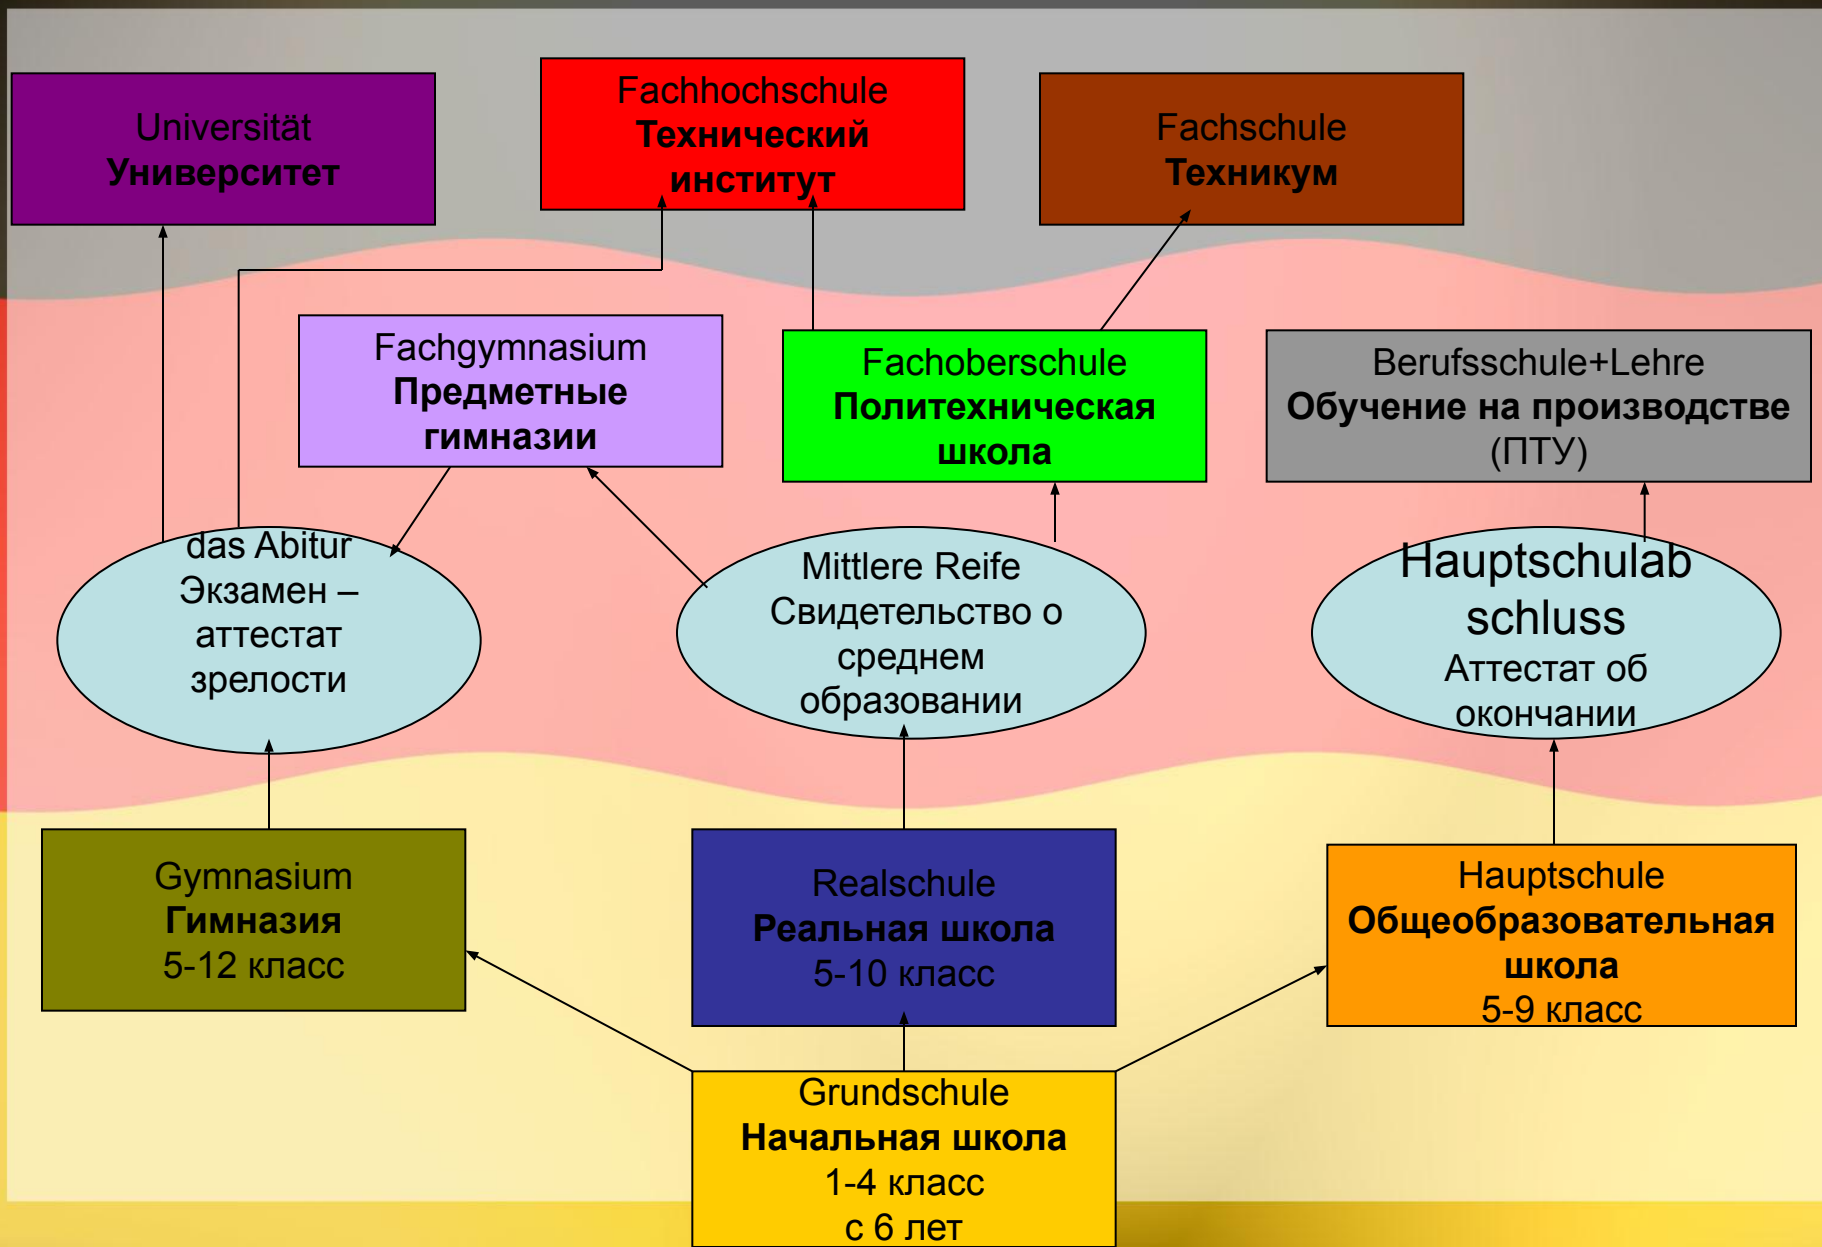 Universität
Университет
Fachhochschule
Технический
институт
Fachschule
Техникум
Fachgymnasium
Предметные
гимназии
Fachoberschule
Политехническая
школа
Berufsschule+Lehre
Обучение на производстве
(ПТУ)
das Abitur
Экзамен –
аттестат
зрелости
Mittlere Reife
Свидетельство о
среднем
образовании
Hauptschulab
schluss
Аттестат об
окончании
Gymnasium
Гимназия
5-12 класс
Realschule
Реальная школа
5-10 класс
Hauptschule
Общеобразовательная
школа
5-9 класс
Grundschule
Начальная школа
1-4 класс
с 6 лет